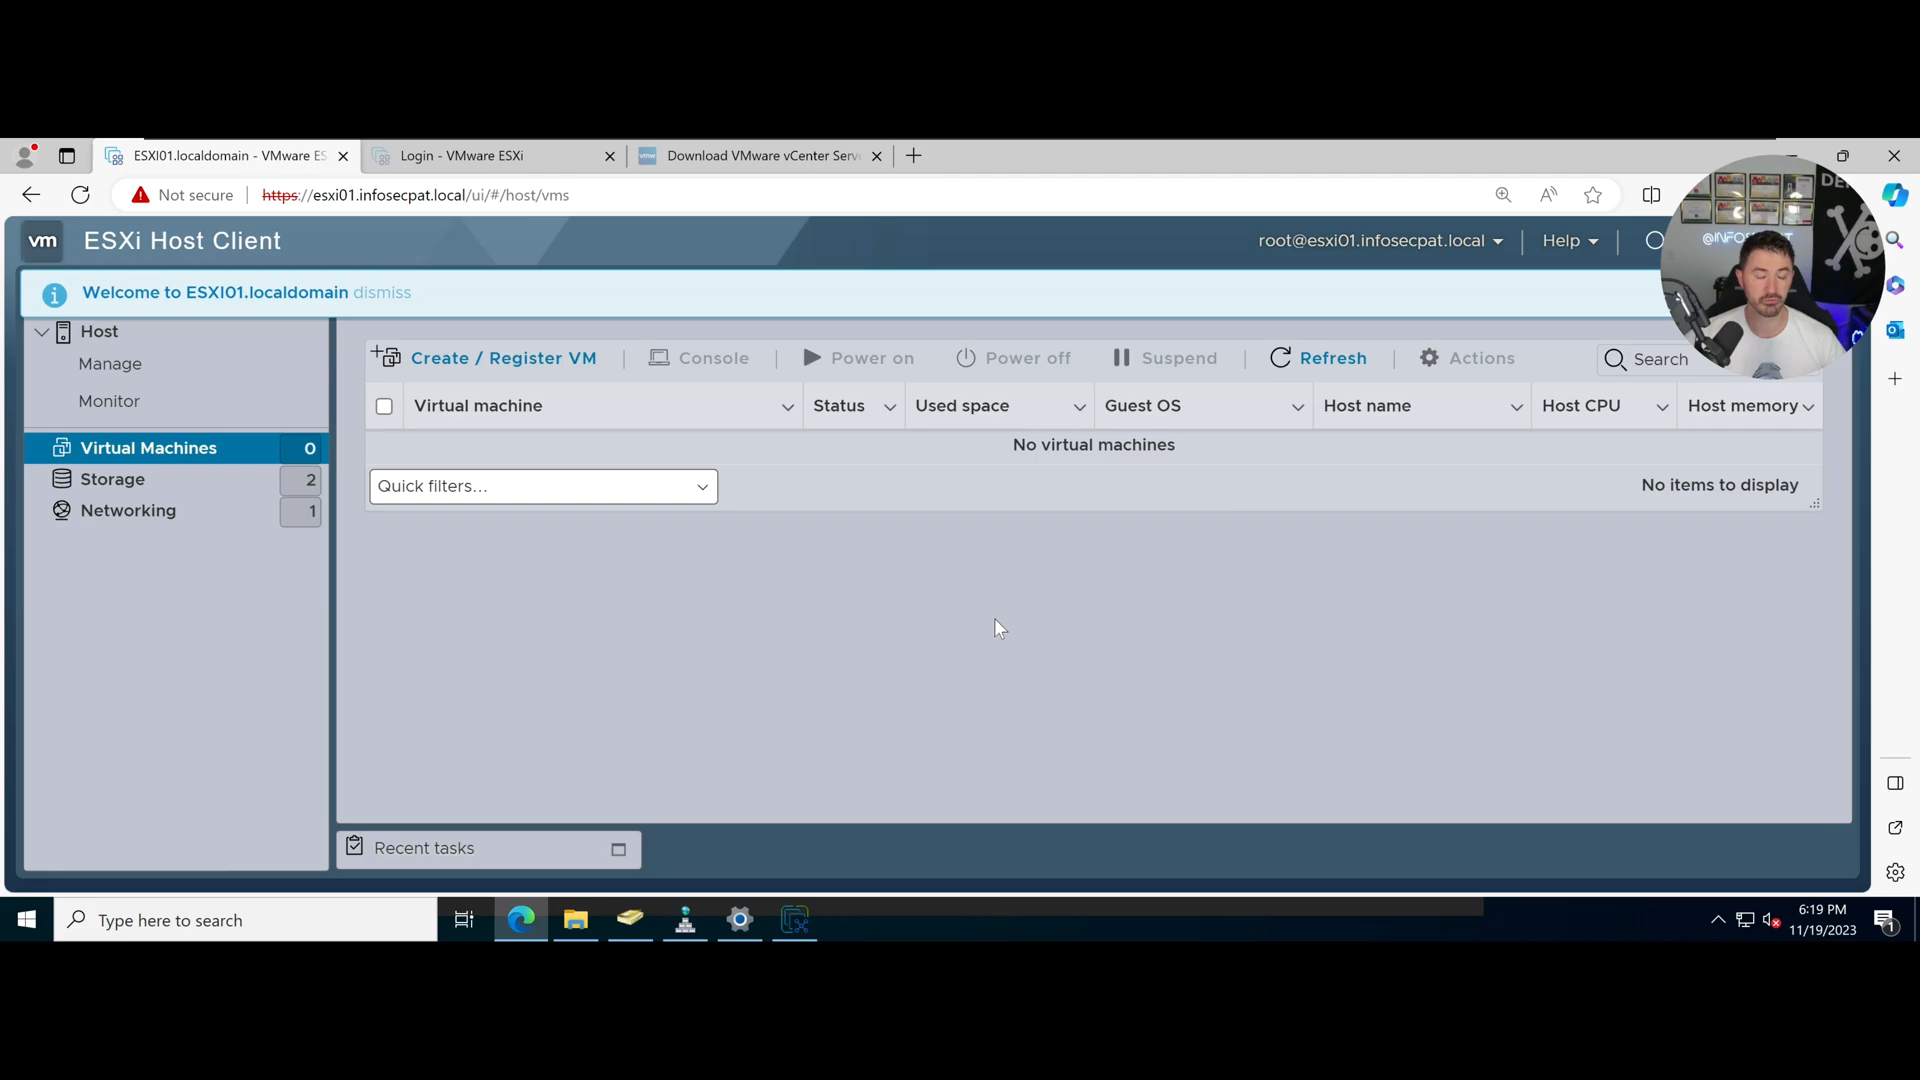 ESXI01.localdomain - VMware ES
Login - VMware ESXi
Download VMware vCenter Serv
Not secure
https://esxi01.infosecpat.local/ui/#/host/vms
vm
ESXi Host Client
root@esxi01.infosecpat.local
Help
Welcome to ESXI01.localdomain dismiss
Host
Manage
Monitor
Virtual Machines 0
Storage 2
Networking 1
Create / Register VM
Console
Power on
Power off
Suspend
Refresh
Actions
Search
Virtual machine
Status
Used space
Guest OS
Host name
Host CPU
Host memory
No virtual machines
Quick filters...
No items to display
Recent tasks
Type here to search
6:19 PM
11/19/2023
1